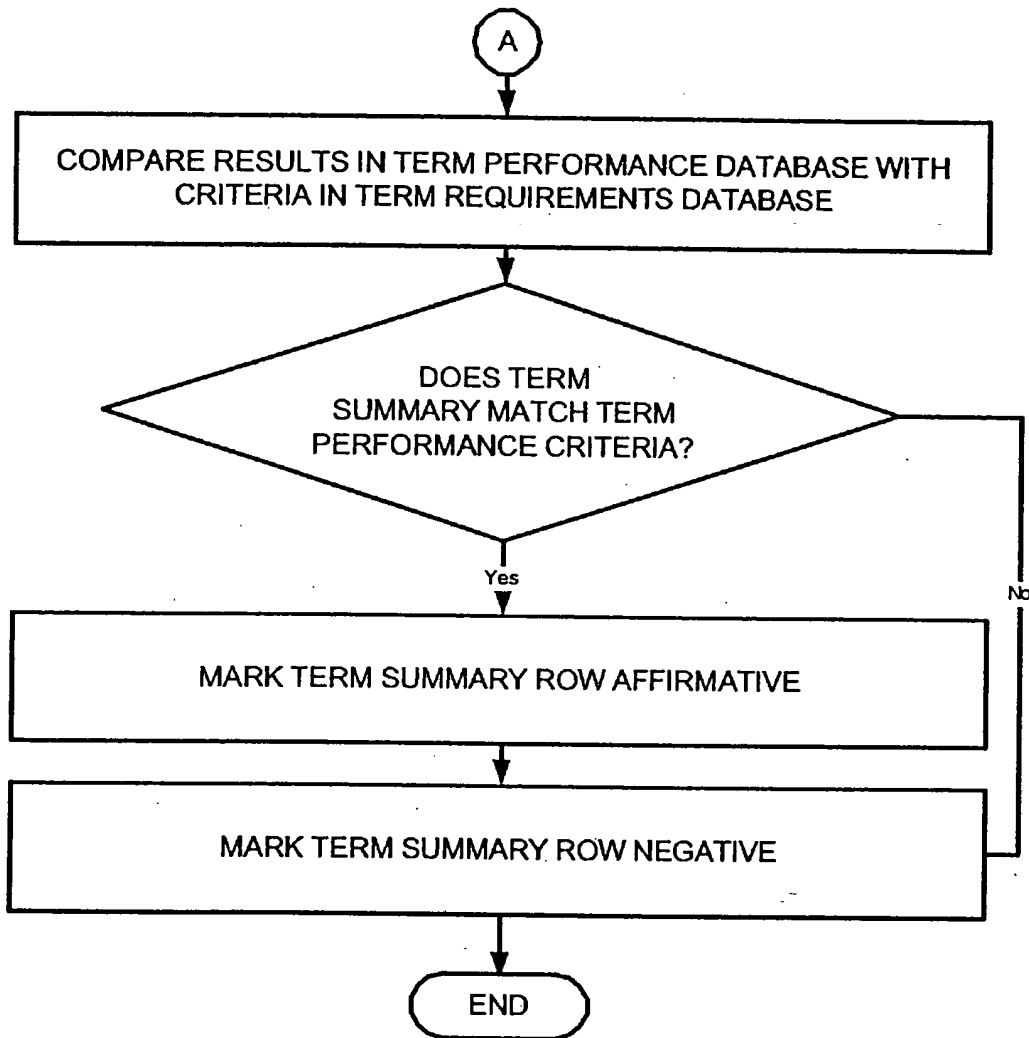 A
COMPARE RESULTS IN TERM PERFORMANCE DATABASE WITH
CRITERIA IN TERM REQUIREMENTS DATABASE
DOES TERM
SUMMARY MATCH TERM
PERFORMANCE CRITERIA?
Yes
No
MARK TERM SUMMARY ROW AFFIRMATIVE
MARK TERM SUMMARY ROW NEGATIVE
END